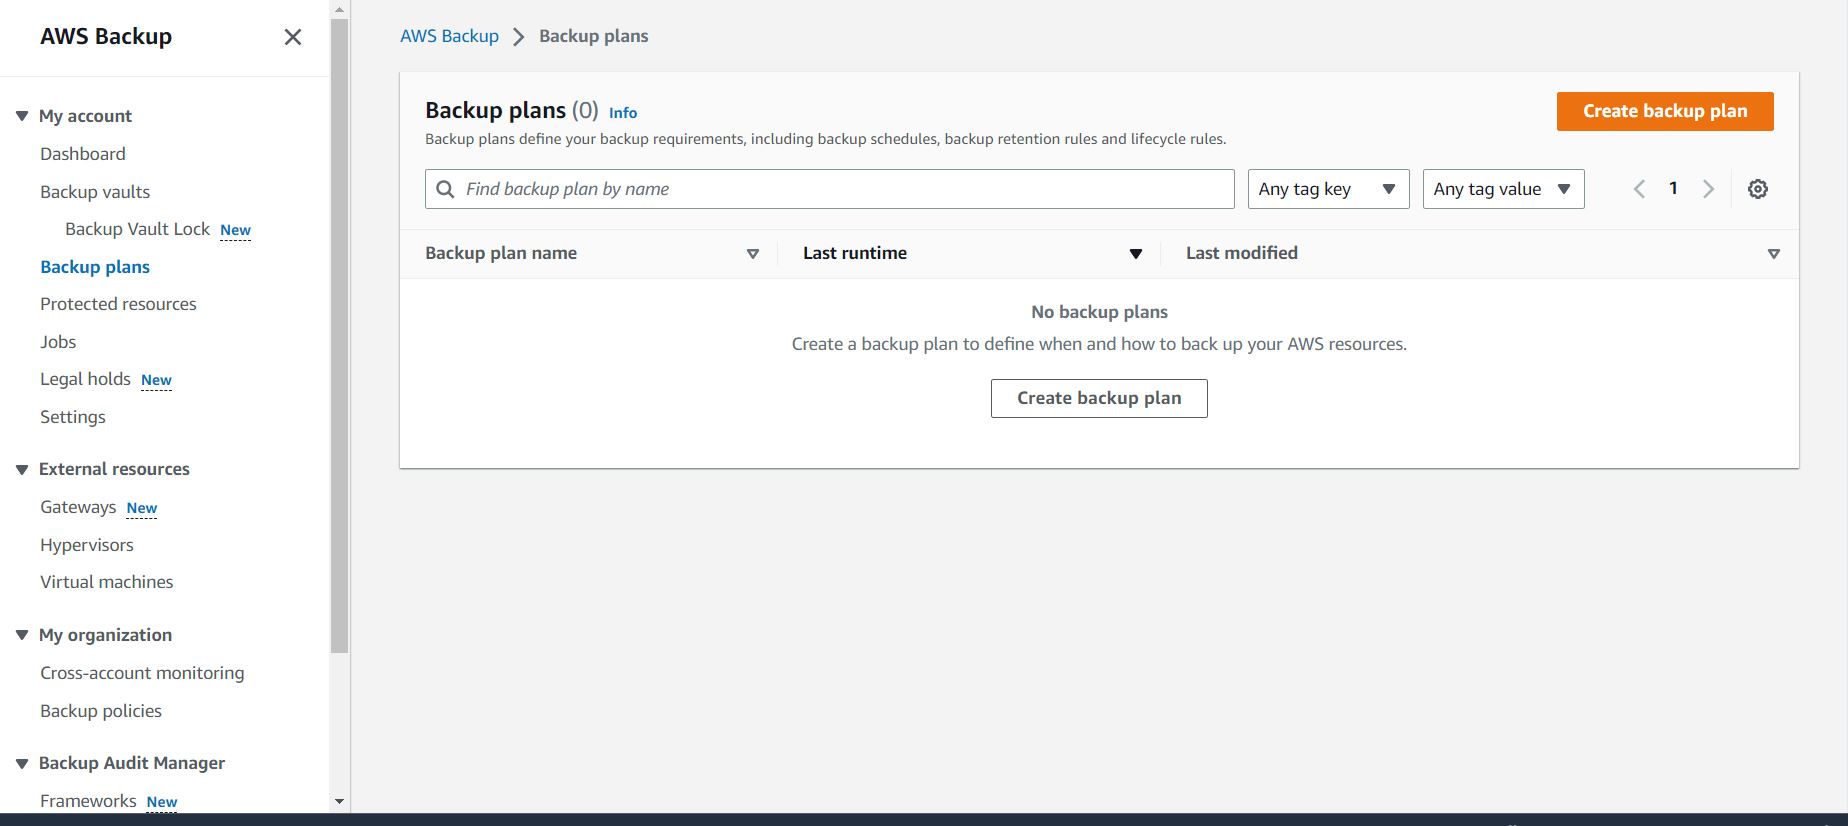 AWS Backup
My account
Dashboard
Backup vaults
Backup Vault Lock New
Backup plans
Protected resources
Jobs
Legal holds New
Settings
External resources
Gateways New
Hypervisors
Virtual machines
My organization
Cross-account monitoring
Backup policies
Backup Audit Manager
Frameworks New
AWS Backup > Backup plans
Backup plans (0) Info
Create backup plan
Backup plans define your backup requirements, including backup schedules, backup retention rules and lifecycle rules.
Find backup plan by name
Any tag key
Any tag value
1
Backup plan name Last runtime Last modified
No backup plans
Create a backup plan to define when and how to back up your AWS resources.
Create backup plan